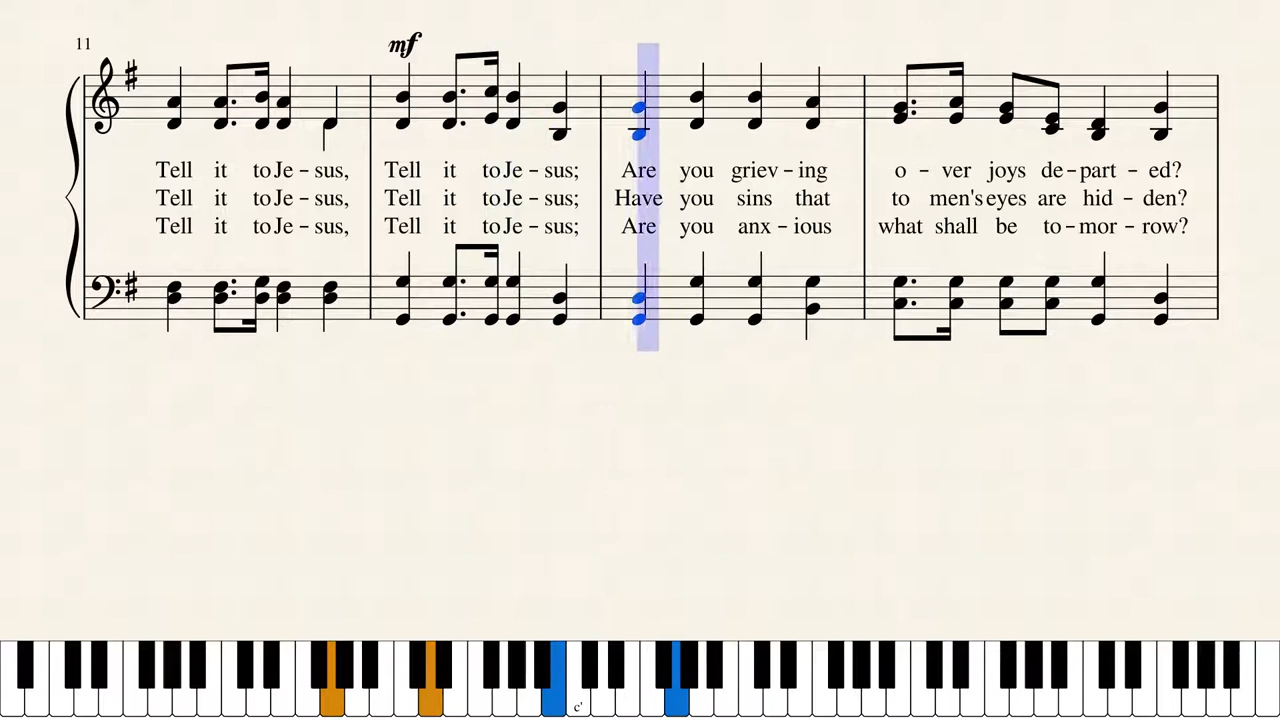 11
mf
Tell it to Je – sus, Tell it to Je – sus; Are you griev – ing o – ver joys de – part – ed?
Tell it to Je – sus, Tell it to Je – sus; Have you sins that to men's eyes are hid – den?
Tell it to Je – sus, Tell it to Je – sus; Are you anx – ious what shall be to – mor – row?
c'